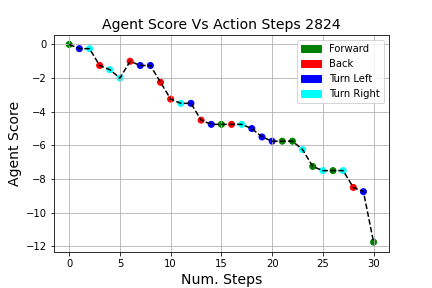 Agent Score Vs Action Steps 2824
Forward
Back
Turn Left
Turn Right
Agent Score
0
−2
−4
−6
−8
−10
−12
0 5 10 15 20 25 30
Num. Steps